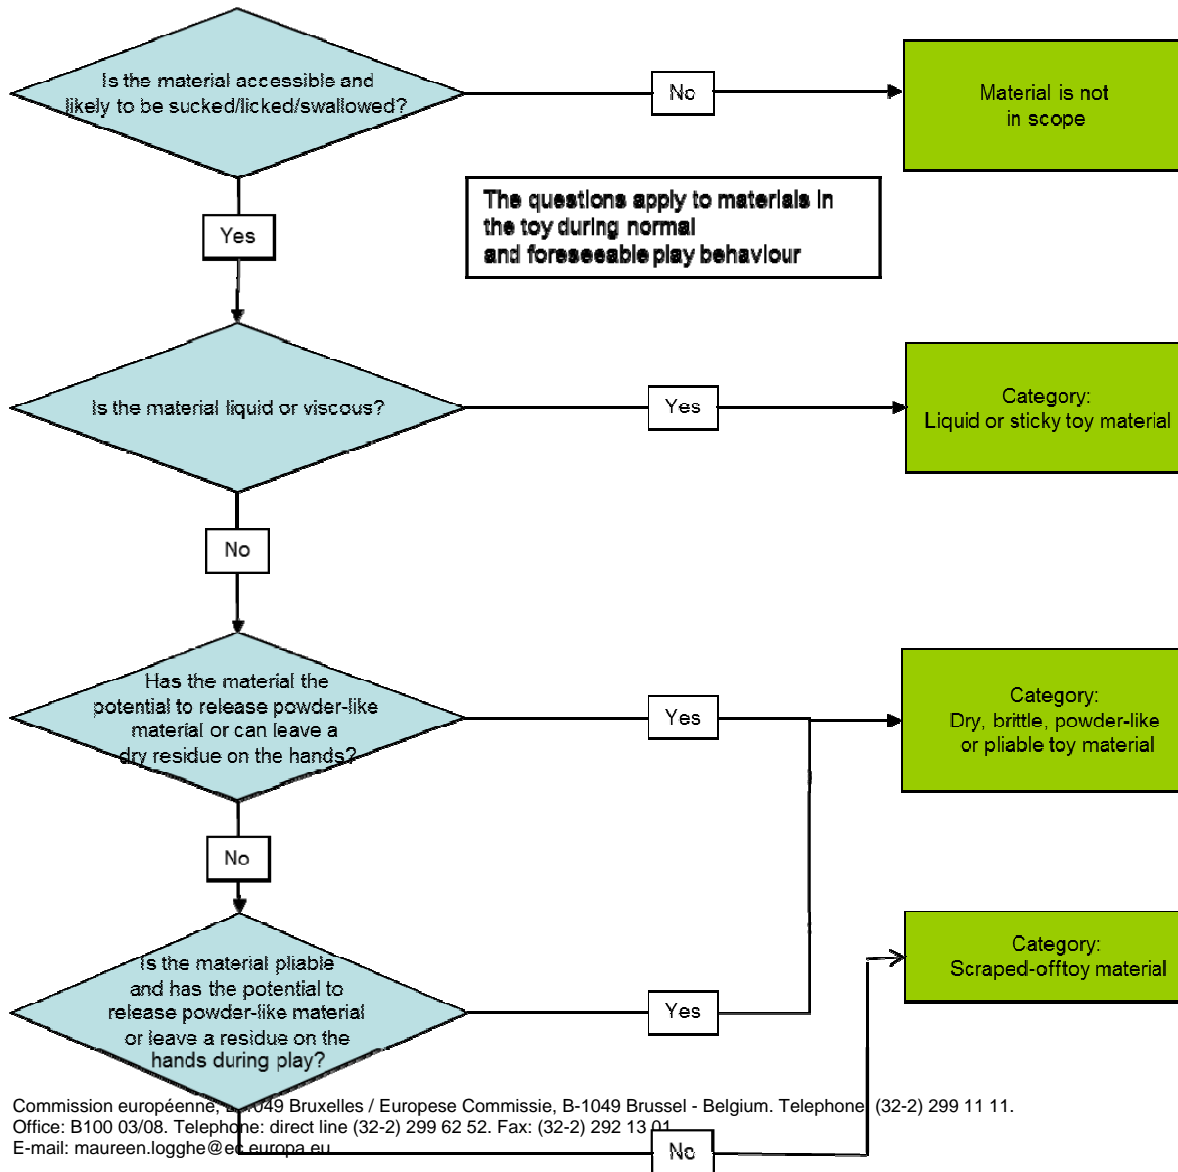 Is the material accessible and
likely to be sucked/licked/swallowed?
No
Material is not
in scope
The questions apply to materials in
the toy during normal
and foreseeable play behaviour
Yes
Is the material liquid or viscous?
Yes
Category:
Liquid or sticky toy material
No
Has the material the
potential to release powder-like
material or can leave a
dry residue on the hands?
Yes
Category:
Dry, brittle, powder-like
or pliable toy material
No
Is the material pliable
and has the potential to
release powder-like material
or leave a residue on the
hands during play?
Yes
Category:
Scraped-offtoy material
Commission européenne, 1049 Bruxelles / Europese Commissie, B-1049 Brussel - Belgium. Telephone (32-2) 299 11 11.
Office: B100 03/08. Telephone: direct line (32-2) 299 62 52. Fax: (32-2) 292 13 01
E-mail: maureen.logghe@ec.europa.eu
No